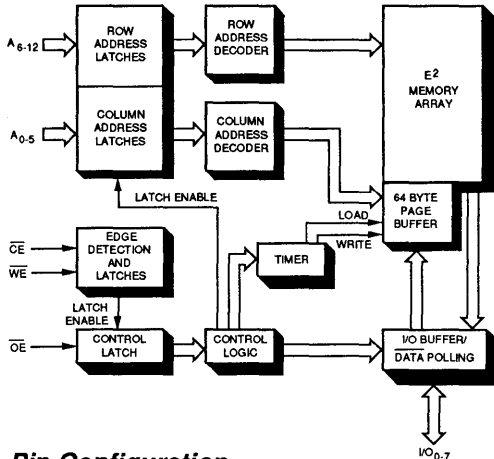 A6-12
ROW
ADDRESS
LATCHES
ROW
ADDRESS
DECODER
E2
MEMORY
ARRAY
A0-5
COLUMN
ADDRESS
LATCHES
COLUMN
ADDRESS
DECODER
64 BYTE
PAGE
BUFFER
LATCH ENABLE
LOAD
WRITE
TIMER
CE
WE
EDGE
DETECTION
AND
LATCHES
LATCH
ENABLE
OE
CONTROL
LATCH
CONTROL
LOGIC
I/O BUFFER/
DATA POLLING
I/O0-7
Pin Configuration